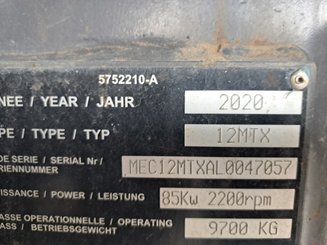 5752210-A
NEE / YEAR / JAHR 2020
PE / TYPE / TYP 12MTX
DE SERIE / SERIAL Nr / MEC12MTXAL0047057
RIENNUMMER
ISSANCE / POWER / LEISTUNG 85Kw 2200rpm
ASSE OPERATIONNELLE / OPERATING 9700 KG
ASS / BETRIEBSGEWICHT